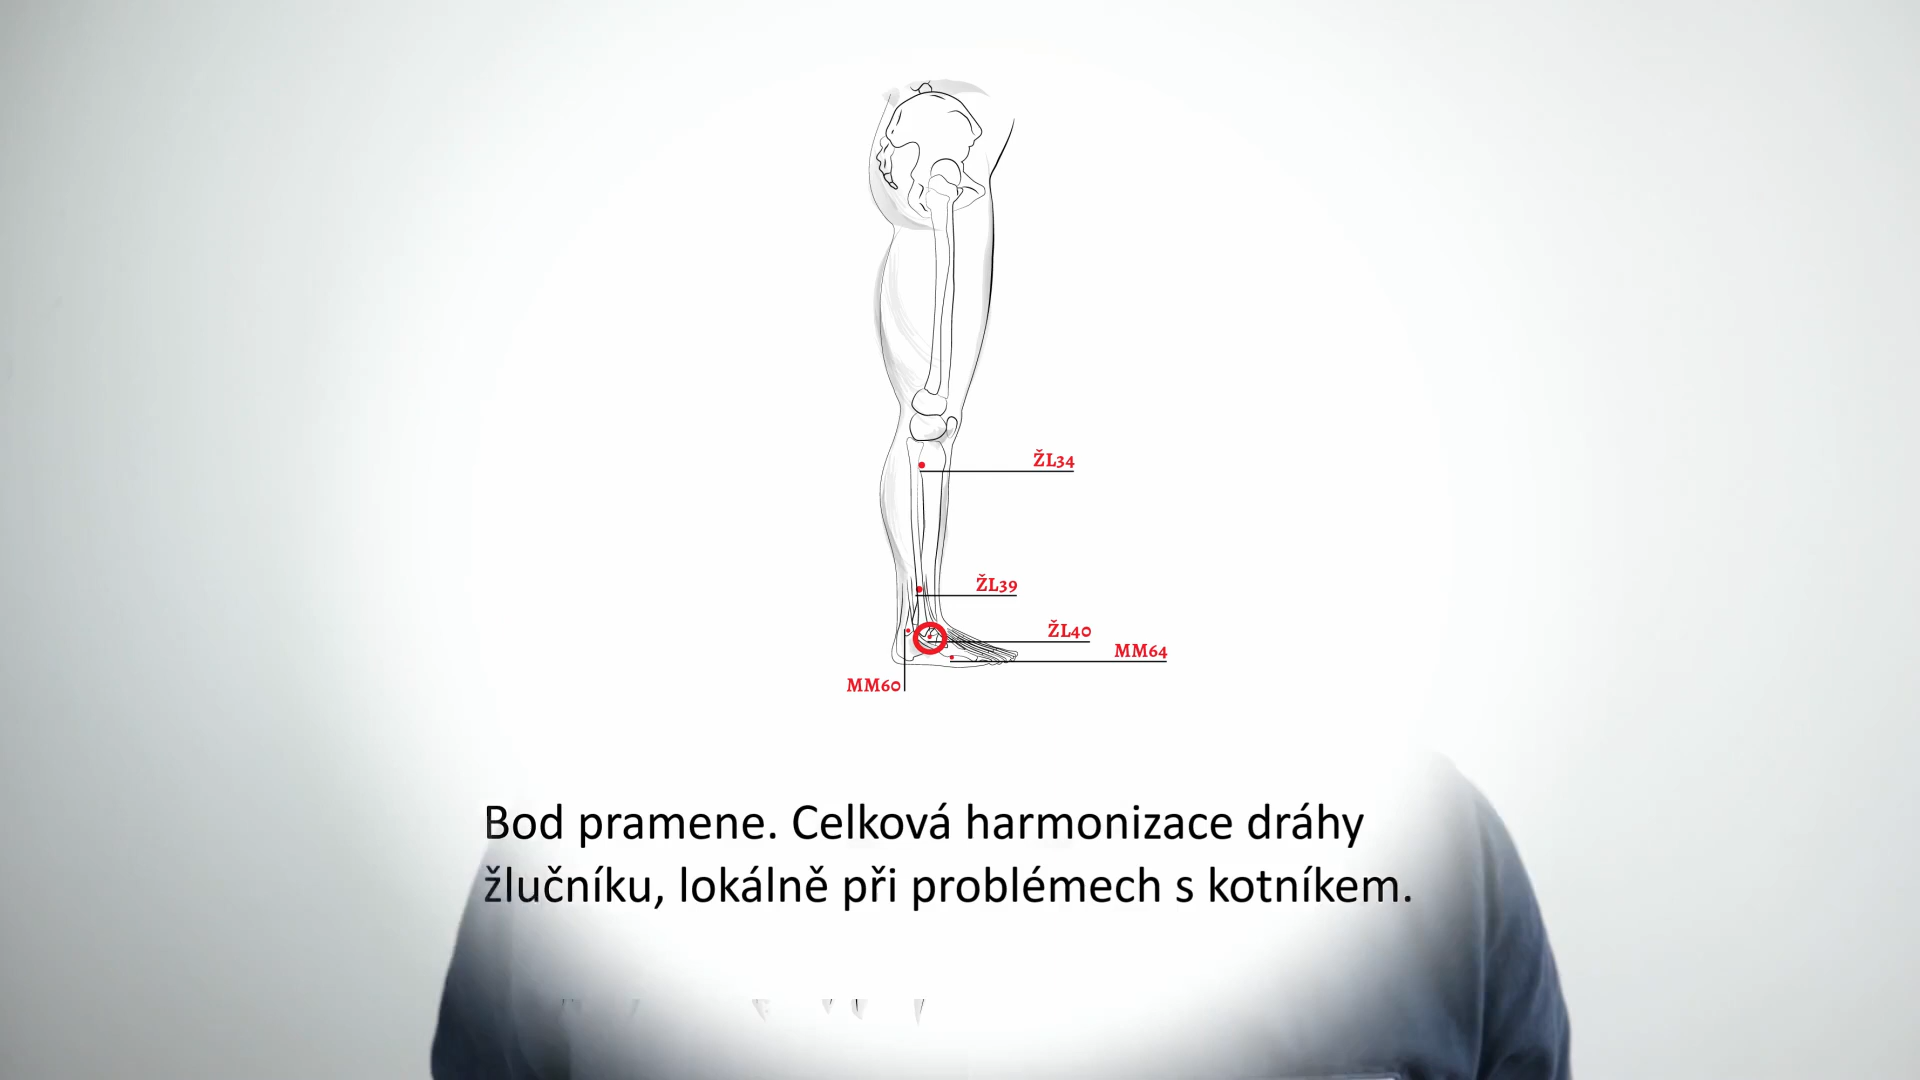 ŽL34
ŽL39
ŽL40
MM64
MM60
Bod pramene. Celková harmonizace dráhy
žlučníku, lokálně při problémech s kotníkem.